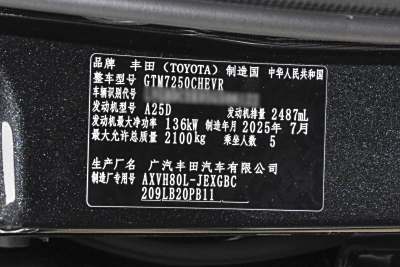 品牌 丰田 (TOYOTA) 制造国 中华人民共和国
整车型号 GTM7250CHEVR
车辆识别代号
发动机型号 A25D 发动机排量 2487mL
发动机最大净功率 136kW 制造年月 2025年 7月
最大允许总质量 2100kg 乘坐人数 5
生产厂名 广汽丰田汽车有限公司
制造厂专用号 AXVH80L-JEXGBC
209LB20PB11